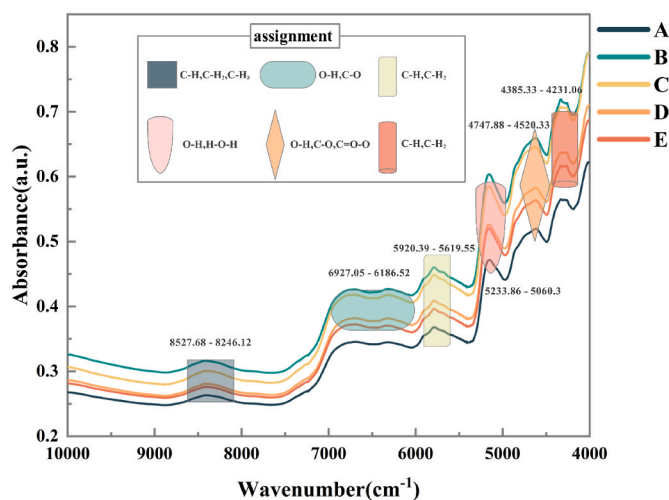 assignment
C-H,C-H₂,C-H₃
O-H,C-O
C-H,C-H₂
O-H,H-O-H
O-H,C-O,C=O-O
C-H,C-H₂
A
B
C
D
E
4385.33 - 4231.06
4747.88 - 4520.33
5920.39 - 5619.55
6927.05 - 6186.52
5233.86 - 5060.3
8527.68 - 8246.12
Absorbance(a.u.)
0.8
0.7
0.6
0.5
0.4
0.3
0.2
10000
9000
8000
7000
6000
5000
4000
Wavenumber(cm⁻¹)